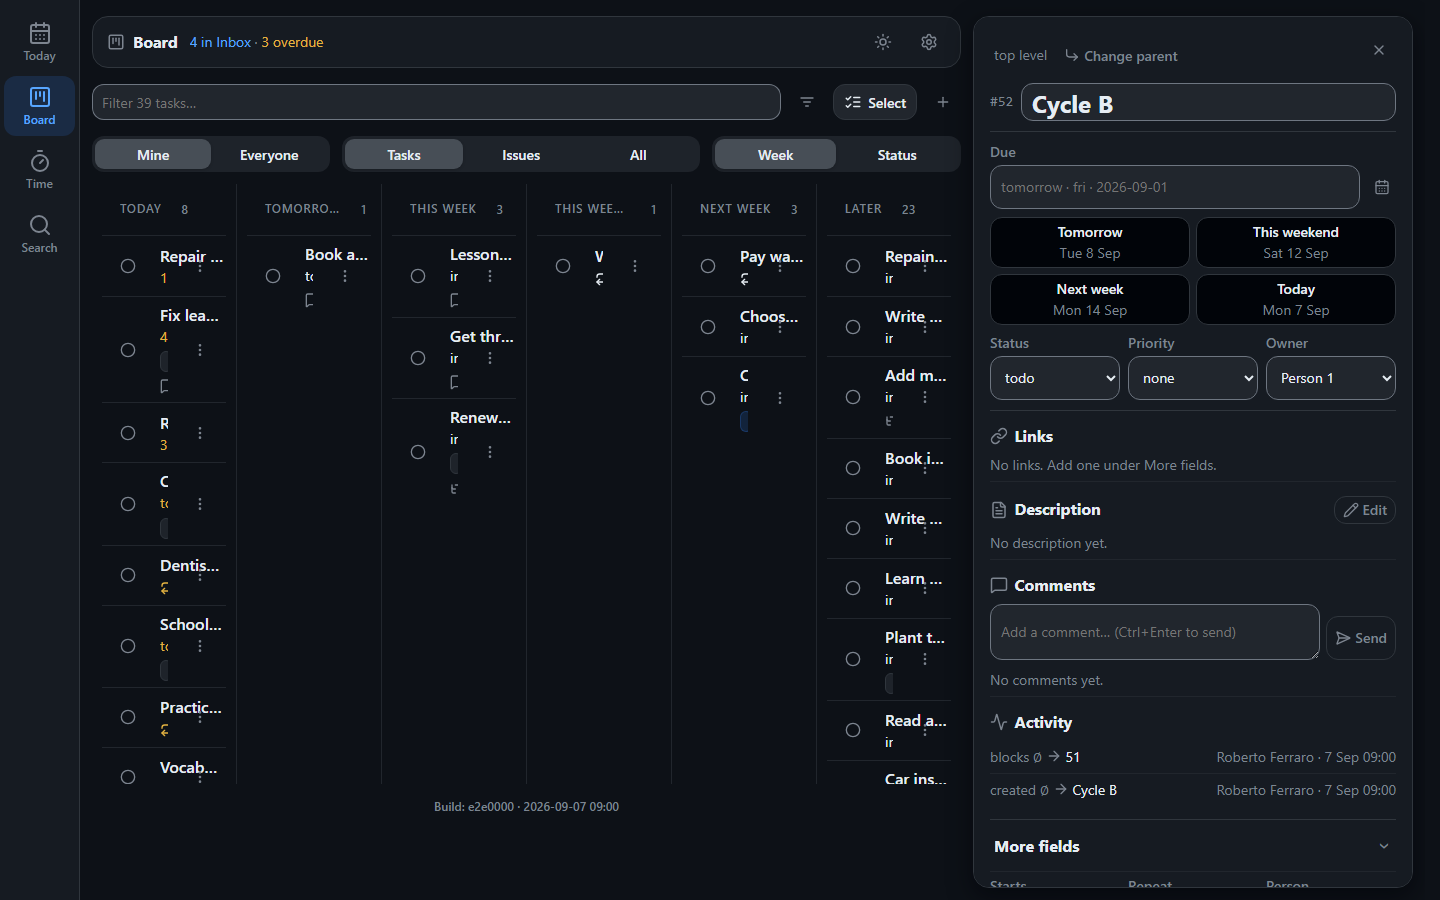 Today
Board
Time
Search
Board 4 in Inbox · 3 overdue
Filter 39 tasks...
Select
Mine Everyone Tasks Issues All Week Status
TODAY 8
Repair ...
1
Fix lea...
4
R
3
C
Dentis...
School...
Practic...
Vocab...
TOMORRO... 1
Book a...
THIS WEEK 3
Lesson...
Get thr...
Renew...
THIS WEE... 1
NEXT WEEK 3
Pay wa...
Choos...
C
LATER 23
Repain...
Write ...
Add m...
Book i...
Write ...
Learn ...
Plant t...
Read a...
Car ins...
Build: e2e0000 · 2026-09-07 09:00
top level Change parent
#52 Cycle B
Due
tomorrow · fri · 2026-09-01
Tomorrow
Tue 8 Sep
This weekend
Sat 12 Sep
Next week
Mon 14 Sep
Today
Mon 7 Sep
Status Priority Owner
todo none Person 1
Links
No links. Add one under More fields.
Description Edit
No description yet.
Comments
Add a comment... (Ctrl+Enter to send)
Send
No comments yet.
Activity
blocks ∅ → 51 Roberto Ferraro · 7 Sep 09:00
created ∅ → Cycle B Roberto Ferraro · 7 Sep 09:00
More fields
Starts Repeat Person